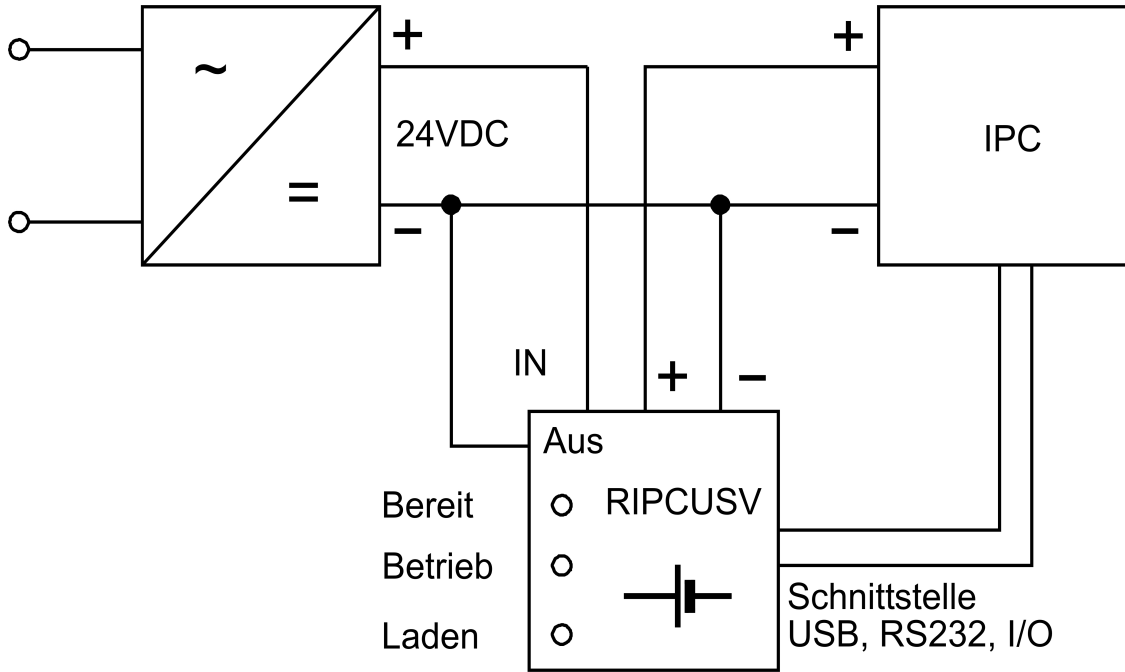 +
+
~
24VDC
IPC
=
−
−
IN
+ −
Aus
Bereit
RIPCUSV
Betrieb
Laden
Schnittstelle
USB, RS232, I/O